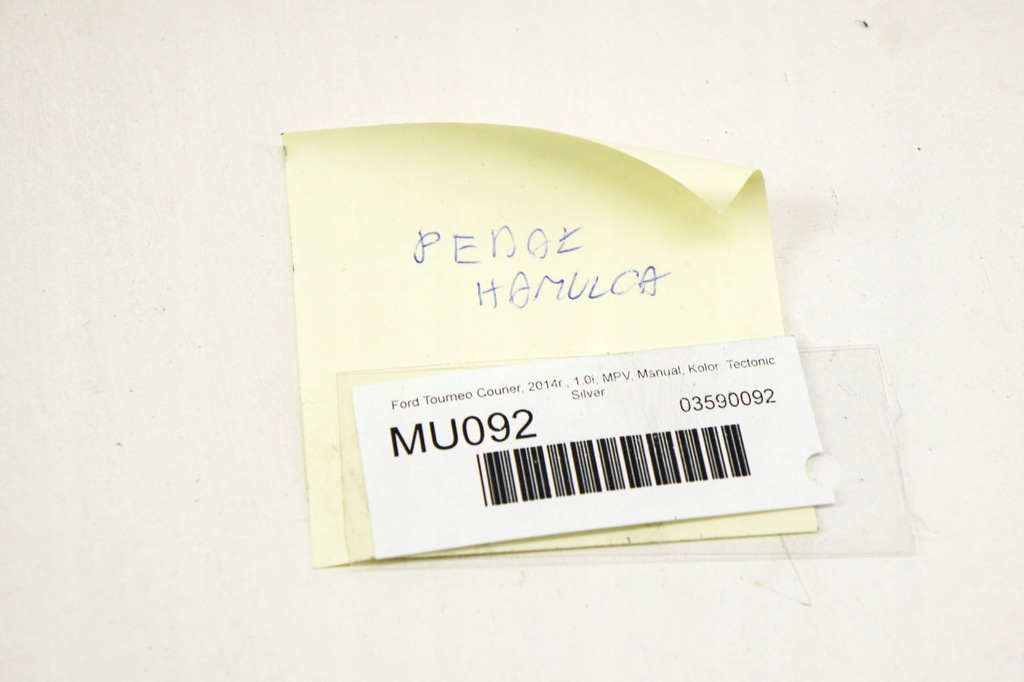 PEDAŁ
HAMULCA
Ford Tourneo Courier, 2014r., 1.0i, MPV, Manual, Kolor: Tectonic
Silver
MU092
03590092